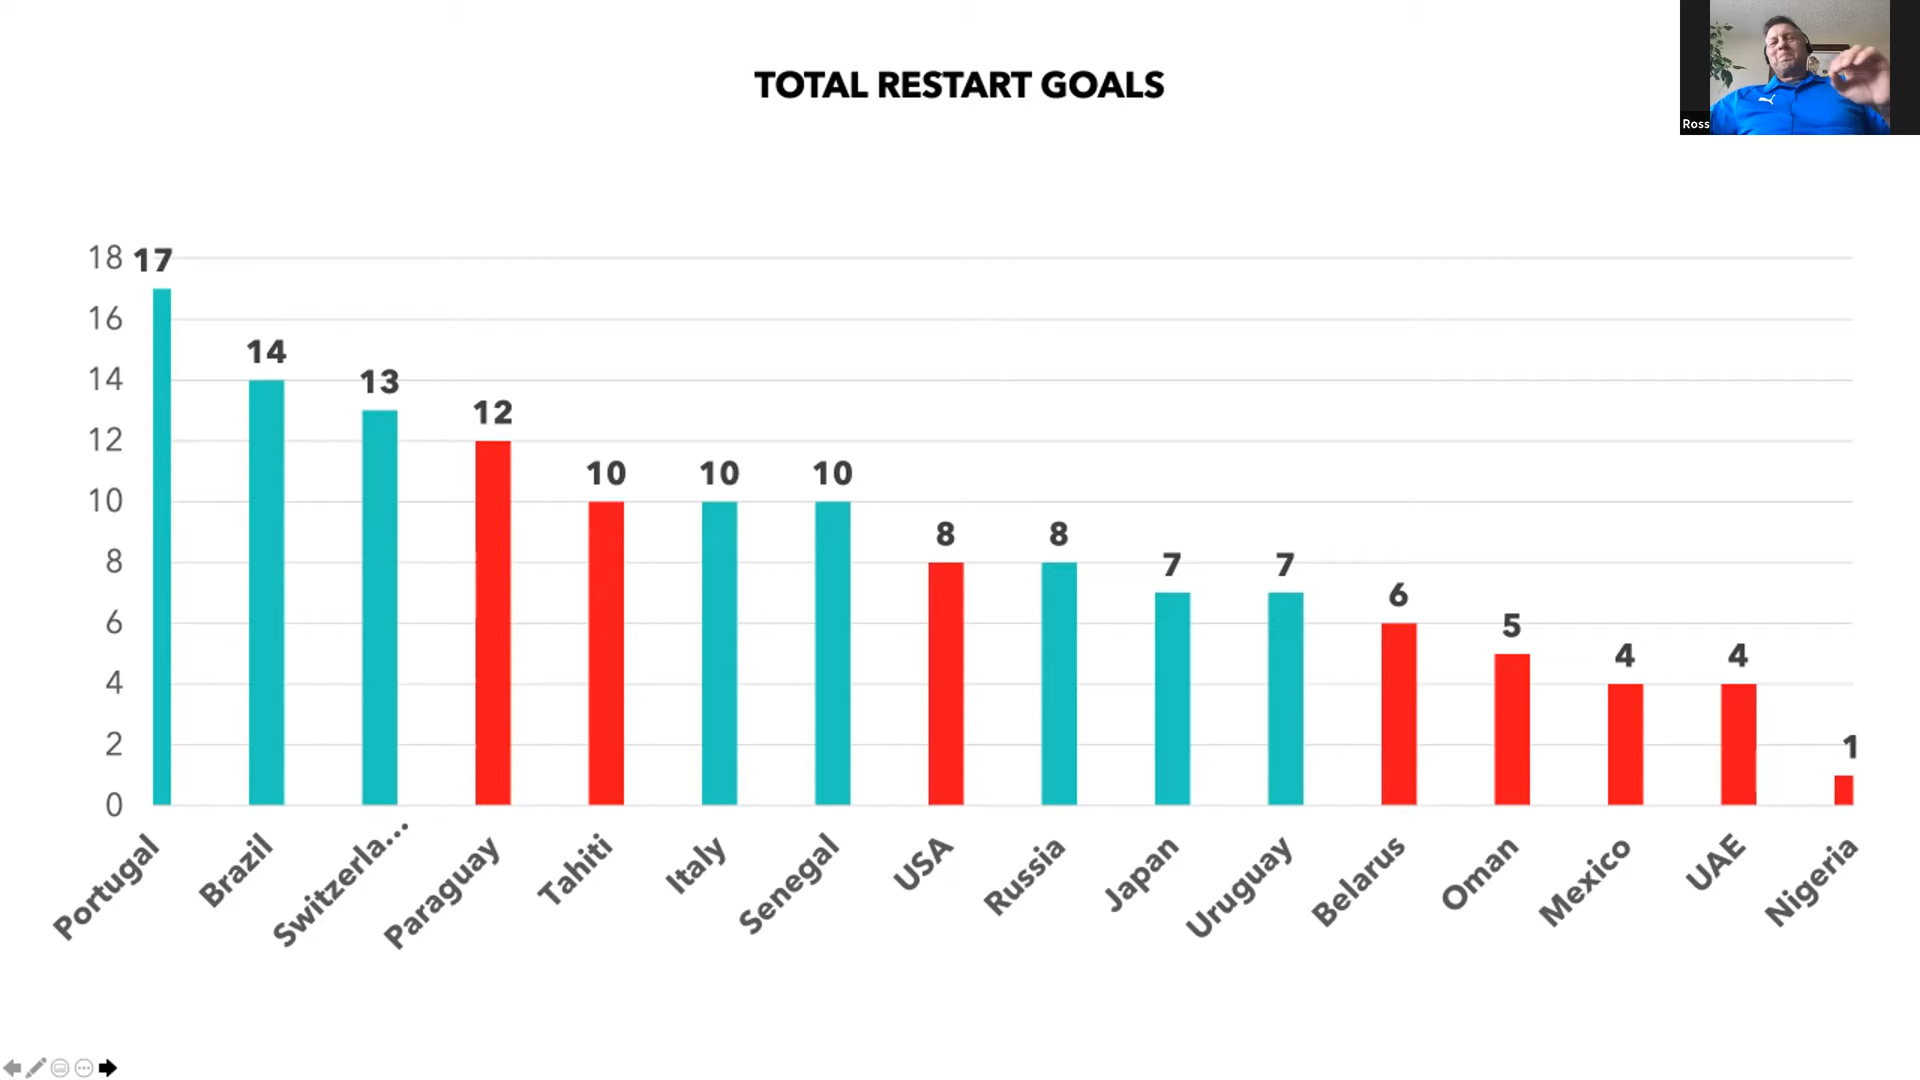 TOTAL RESTART GOALS
Ross
18
16
14
12
10
8
6
4
2
0
17
14
13
12
10
10
10
8
8
7
7
6
5
4
4
1
Portugal
Brazil
Switzerla...
Paraguay
Tahiti
Italy
Senegal
USA
Russia
Japan
Uruguay
Belarus
Oman
Mexico
UAE
Nigeria